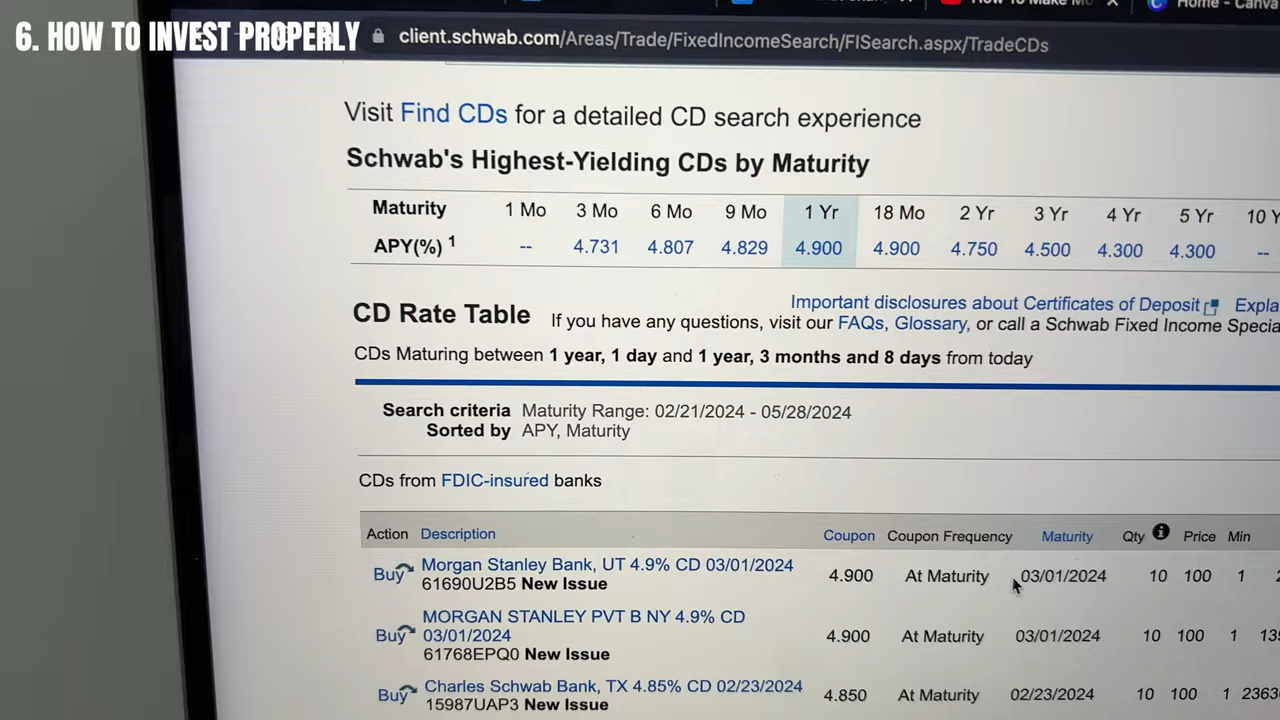 How To Make Mo
Home - Canva
6. HOW TO INVEST PROPERLY
client.schwab.com/Areas/Trade/FixedIncomeSearch/FISearch.aspx/TradeCDs
Visit Find CDs for a detailed CD search experience
Schwab's Highest-Yielding CDs by Maturity
Maturity 1 Mo 3 Mo 6 Mo 9 Mo 1 Yr 18 Mo 2 Yr 3 Yr 4 Yr 5 Yr 10 Y
APY(%) 1 -- 4.731 4.807 4.829 4.900 4.900 4.750 4.500 4.300 4.300 --
Important disclosures about Certificates of Deposit Expla
CD Rate Table If you have any questions, visit our FAQs, Glossary, or call a Schwab Fixed Income Specia
CDs Maturing between 1 year, 1 day and 1 year, 3 months and 8 days from today
Search criteria Maturity Range: 02/21/2024 - 05/28/2024
Sorted by APY, Maturity
CDs from FDIC-insured banks
Action Description Coupon Coupon Frequency Maturity Qty Price Min
Buy Morgan Stanley Bank, UT 4.9% CD 03/01/2024 4.900 At Maturity 03/01/2024 10 100 1
61690U2B5 New Issue
MORGAN STANLEY PVT B NY 4.9% CD
Buy 03/01/2024 4.900 At Maturity 03/01/2024 10 100 1 135
61768EPQ0 New Issue
Buy Charles Schwab Bank, TX 4.85% CD 02/23/2024 4.850 At Maturity 02/23/2024 10 100 1 2363
15987UAP3 New Issue